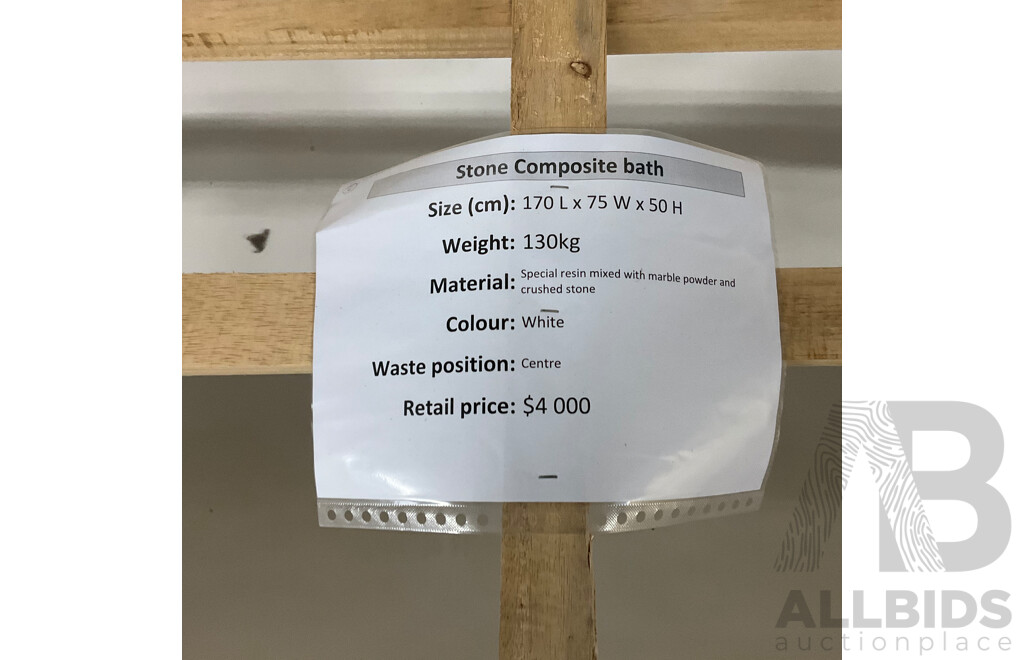 Stone Composite bath
Size (cm): 170 L x 75 W x 50 H
Weight: 130kg
Material: Special resin mixed with marble powder and
crushed stone
Colour: White
Waste position: Centre
Retail price: $4 000
AB
ALLBIDS
auctionplace